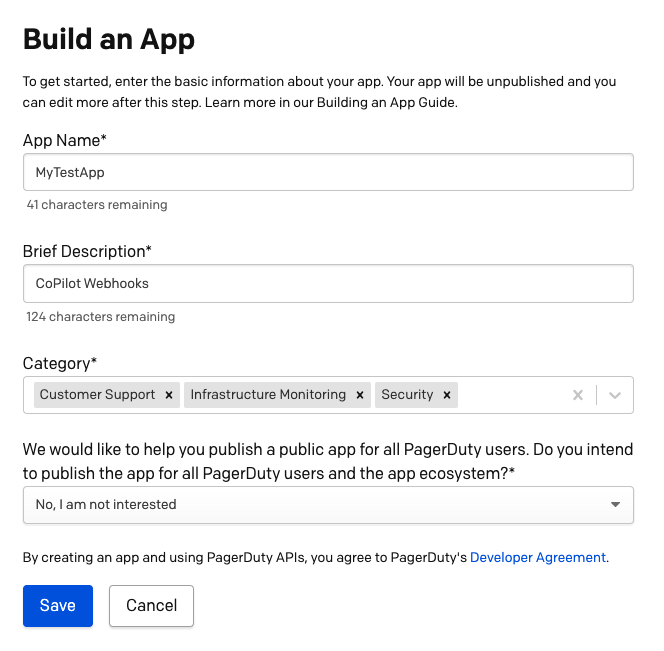 Build an App
To get started, enter the basic information about your app. Your app will be unpublished and you
can edit more after this step. Learn more in our Building an App Guide.
App Name*
MyTestApp
41 characters remaining
Brief Description*
CoPilot Webhooks
124 characters remaining
Category*
Customer Support × Infrastructure Monitoring × Security ×
We would like to help you publish a public app for all PagerDuty users. Do you intend
to publish the app for all PagerDuty users and the app ecosystem?*
No, I am not interested
By creating an app and using PagerDuty APIs, you agree to PagerDuty's Developer Agreement.
Save Cancel